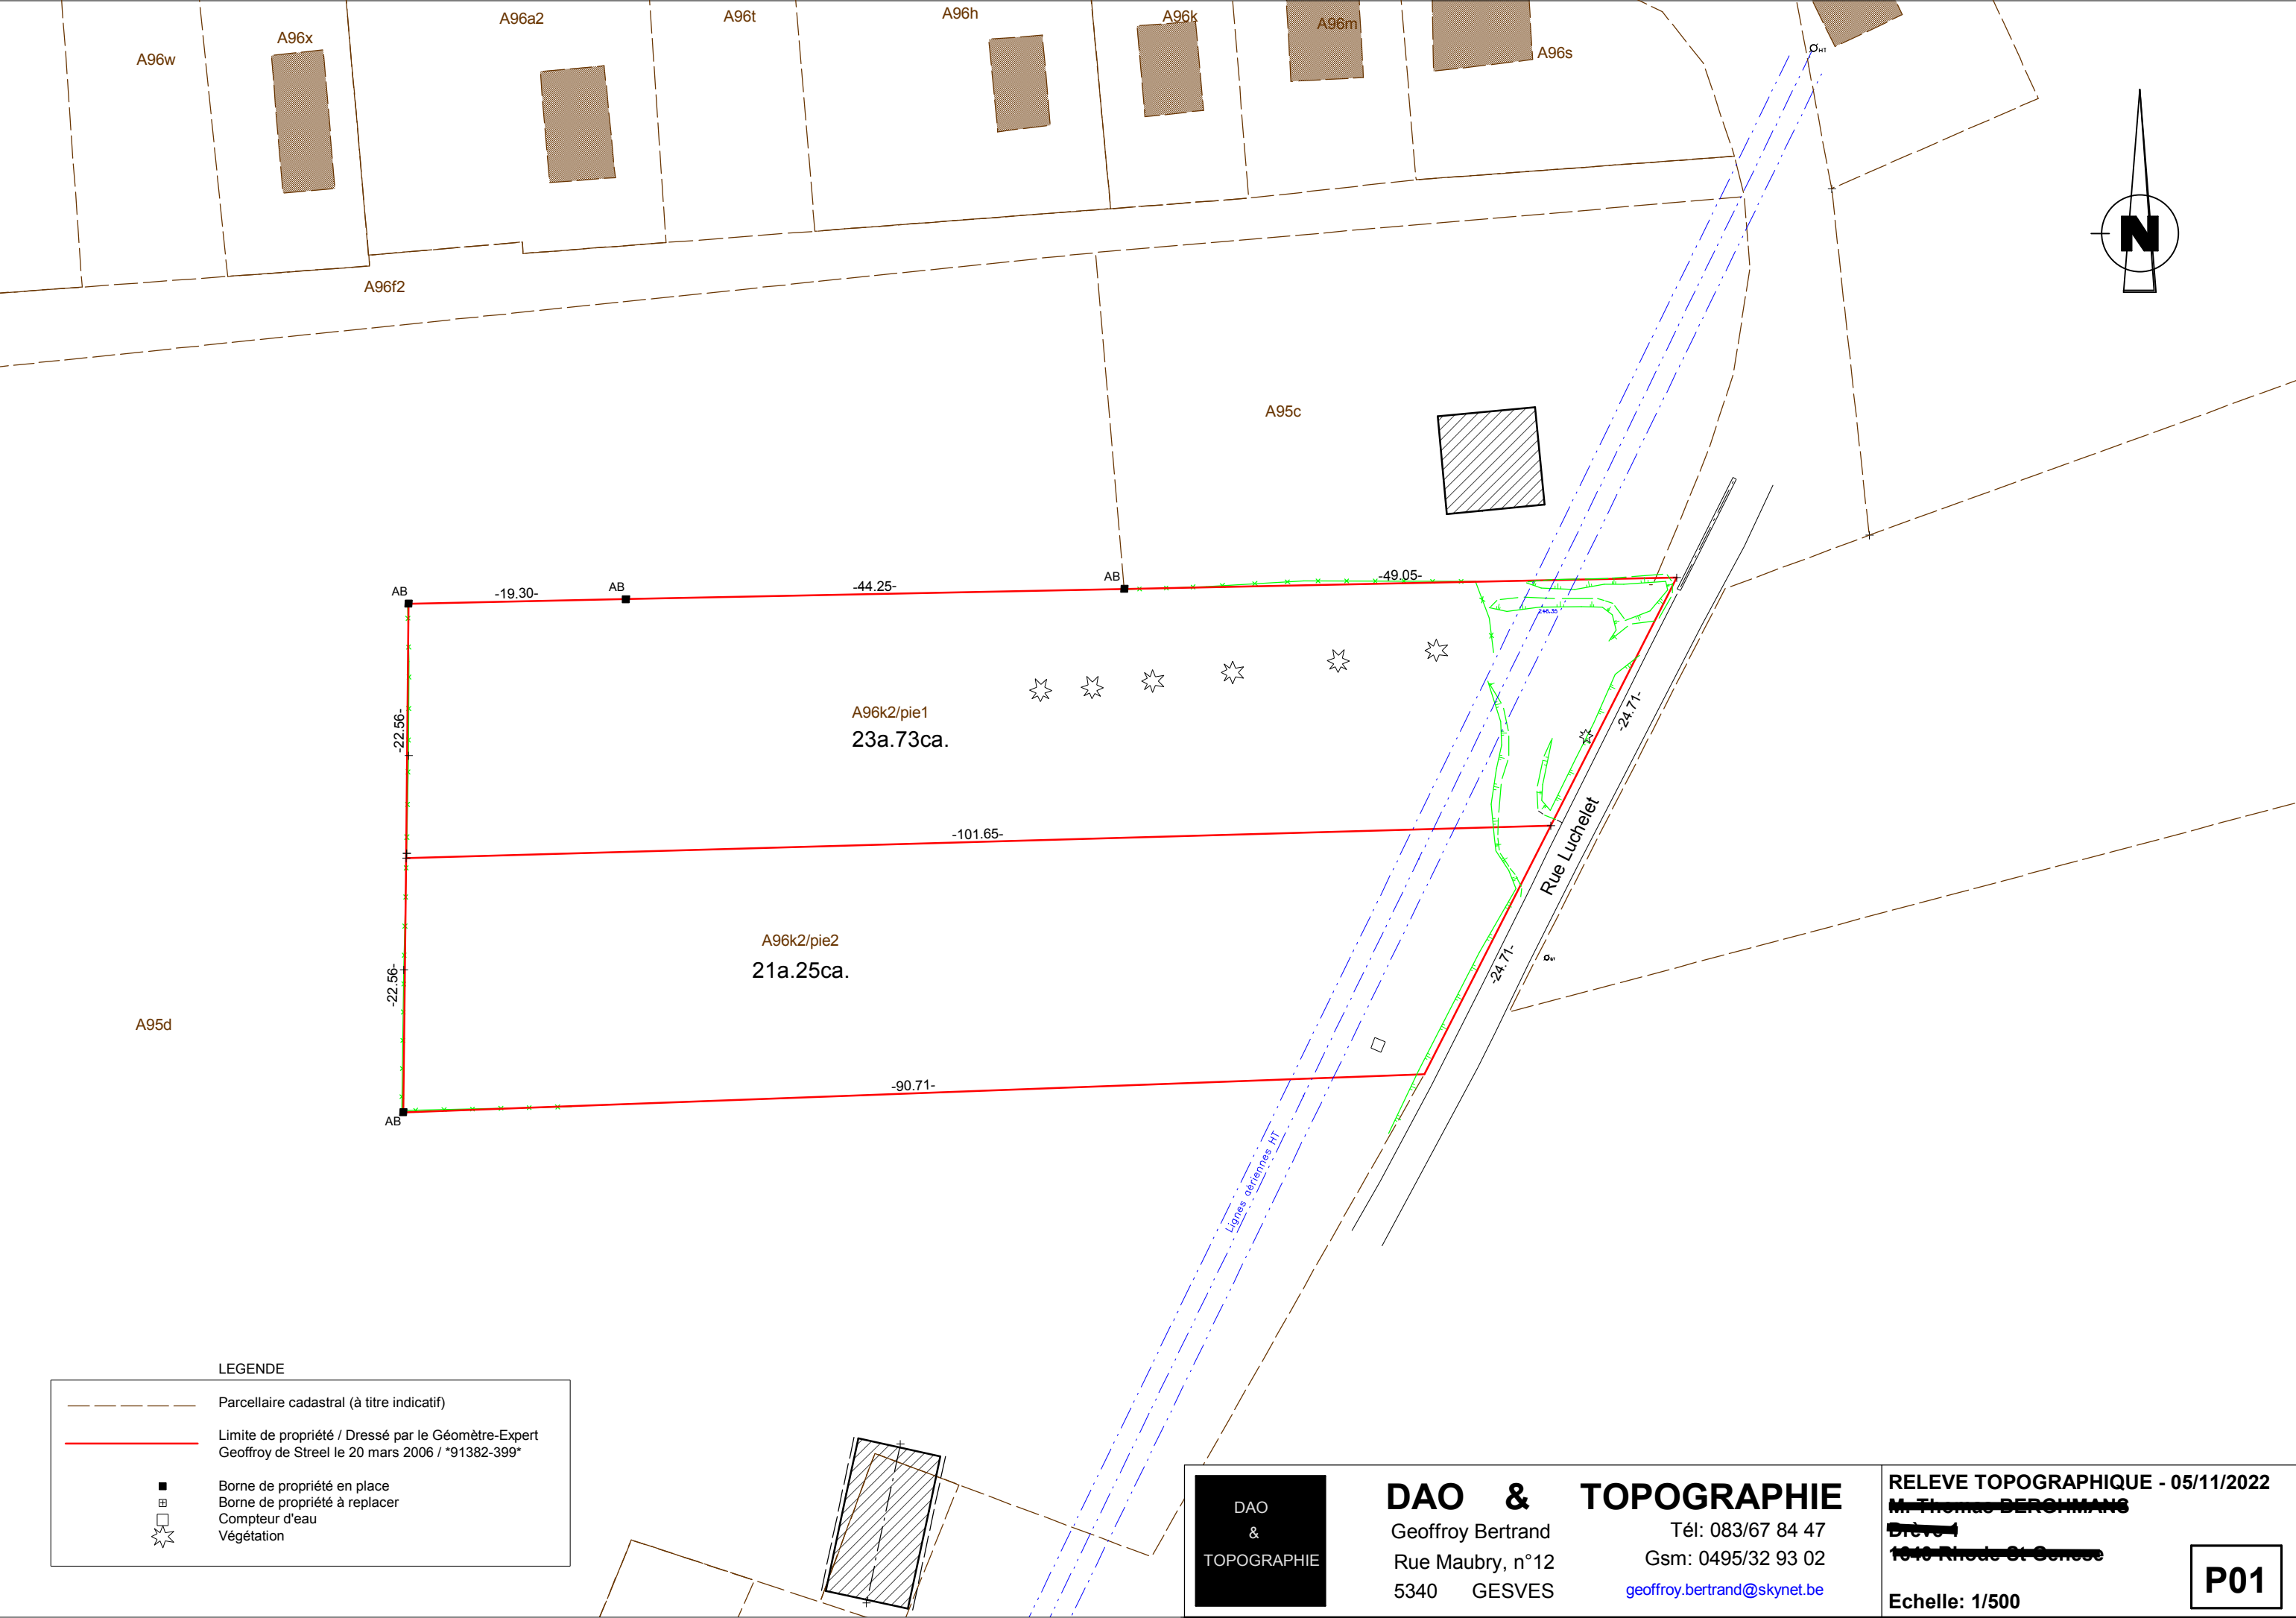 A96w
A96x
A96a2
A96t
A96h
A96k
A96m
A96s
HT
N
A96f2
A95c
AB
-19.30-
AB
-44.25-
AB
-49.05-
-22.56-
A96k2/pie1
23a.73ca.
-24.71-
-101.65-
Rue Luchelet
A96k2/pie2
21a.25ca.
-22.56-
-24.71-
A95d
-90.71-
AB
Lignes aériennes HT
LEGENDE
Parcellaire cadastral (à titre indicatif)
Limite de propriété / Dressé par le Géomètre-Expert
Geoffroy de Streel le 20 mars 2006 / *91382-399*
Borne de propriété en place
Borne de propriété à replacer
Compteur d'eau
Végétation
DAO
&
TOPOGRAPHIE
DAO & TOPOGRAPHIE
Geoffroy Bertrand
Rue Maubry, n°12
5340 GESVES
Tél: 083/67 84 47
Gsm: 0495/32 93 02
geoffroy.bertrand@skynet.be
RELEVE TOPOGRAPHIQUE - 05/11/2022
Echelle: 1/500
P01